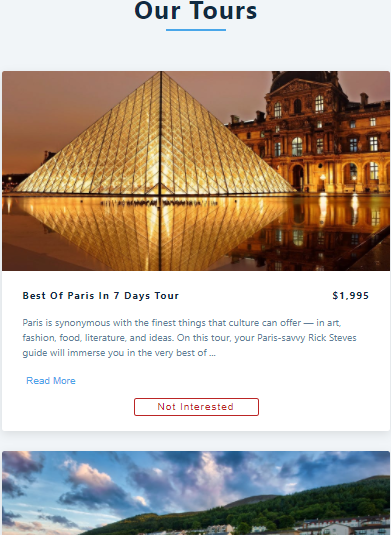 Our Tours
Best Of Paris In 7 Days Tour
$1,995
Paris is synonymous with the finest things that culture can offer — in art,
fashion, food, literature, and ideas. On this tour, your Paris-savvy Rick Steves
guide will immerse you in the very best of ...
Read More
Not Interested